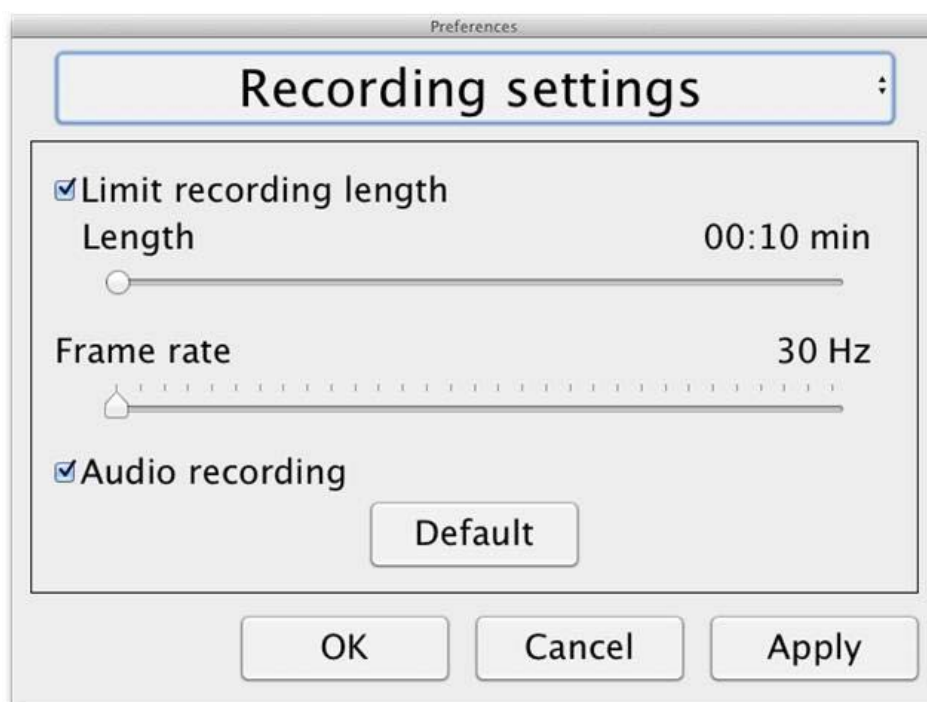 Preferences
Recording settings
Limit recording length
Length 00:10 min
Frame rate 30 Hz
Audio recording
Default
OK Cancel Apply